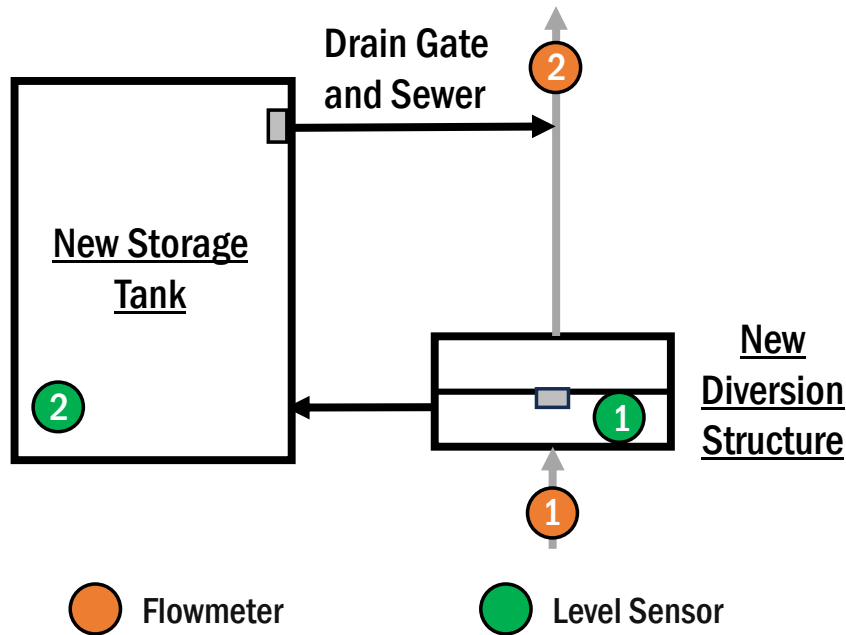 Drain Gate
and Sewer
2
New Storage
Tank
2
1
New
Diversion
Structure
1
Flowmeter
Level Sensor